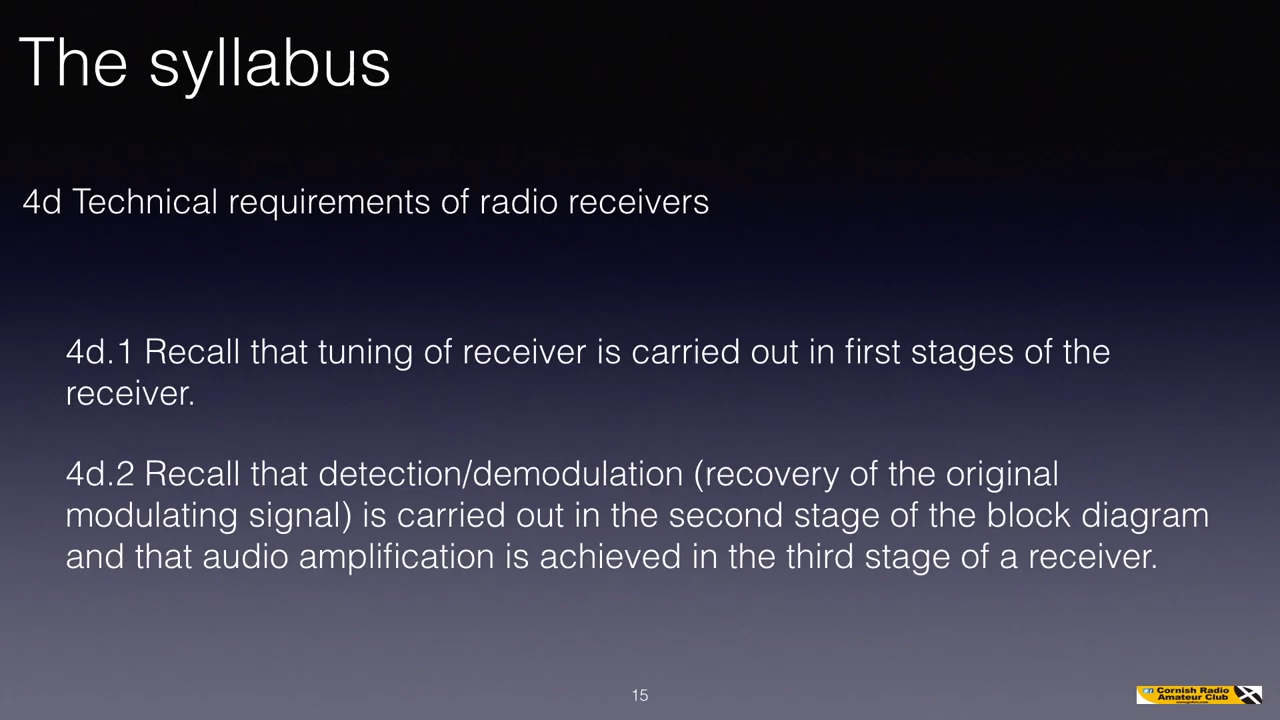 The syllabus
4d Technical requirements of radio receivers
4d.1 Recall that tuning of receiver is carried out in first stages of the
receiver.
4d.2 Recall that detection/demodulation (recovery of the original
modulating signal) is carried out in the second stage of the block diagram
and that audio amplification is achieved in the third stage of a receiver.
15
Cornish Radio
Amateur Club